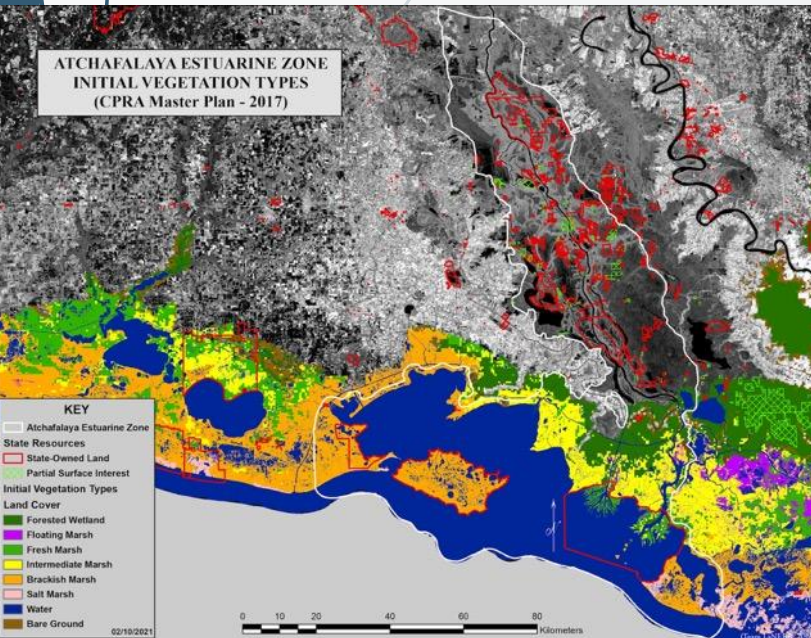 ATCHAFALAYA ESTUARINE ZONE
INITIAL VEGETATION TYPES
(CPRA Master Plan - 2017)
KEY
Atchafalaya Estuarine Zone
State Resources
State-Owned Land
Partial Surface Interest
Initial Vegetation Types
Land Cover
Forested Wetland
Floating Marsh
Fresh Marsh
Intermediate Marsh
Brackish Marsh
Salt Marsh
Water
Bare Ground
02/10/2021
0 10 20 40 60 80
Kilometers